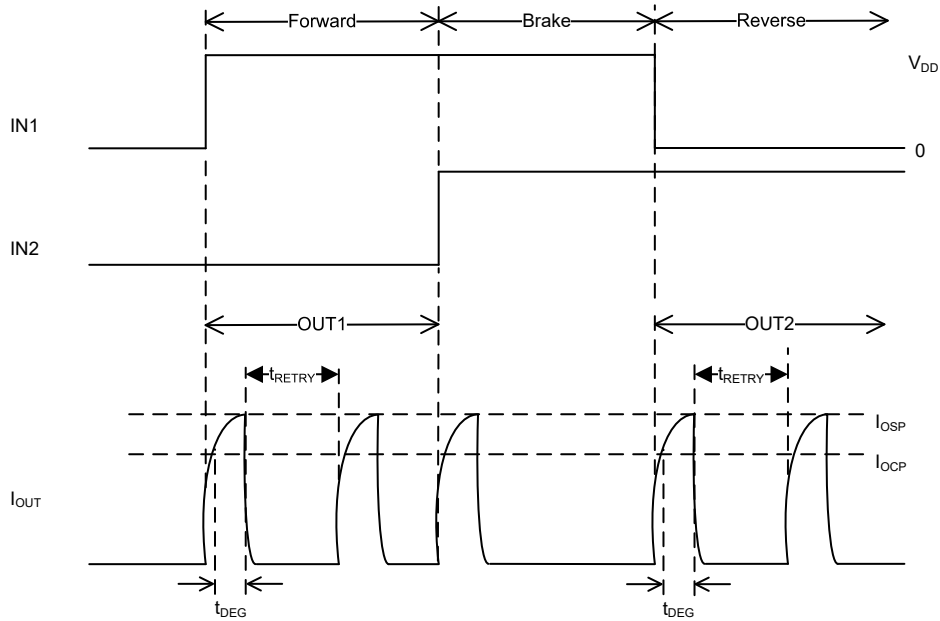 Forward
Brake
Reverse
V_DD
IN1
0
IN2
OUT1
OUT2
t_RETRY
t_RETRY
I_OSP
I_OCP
I_OUT
t_DEG
t_DEG